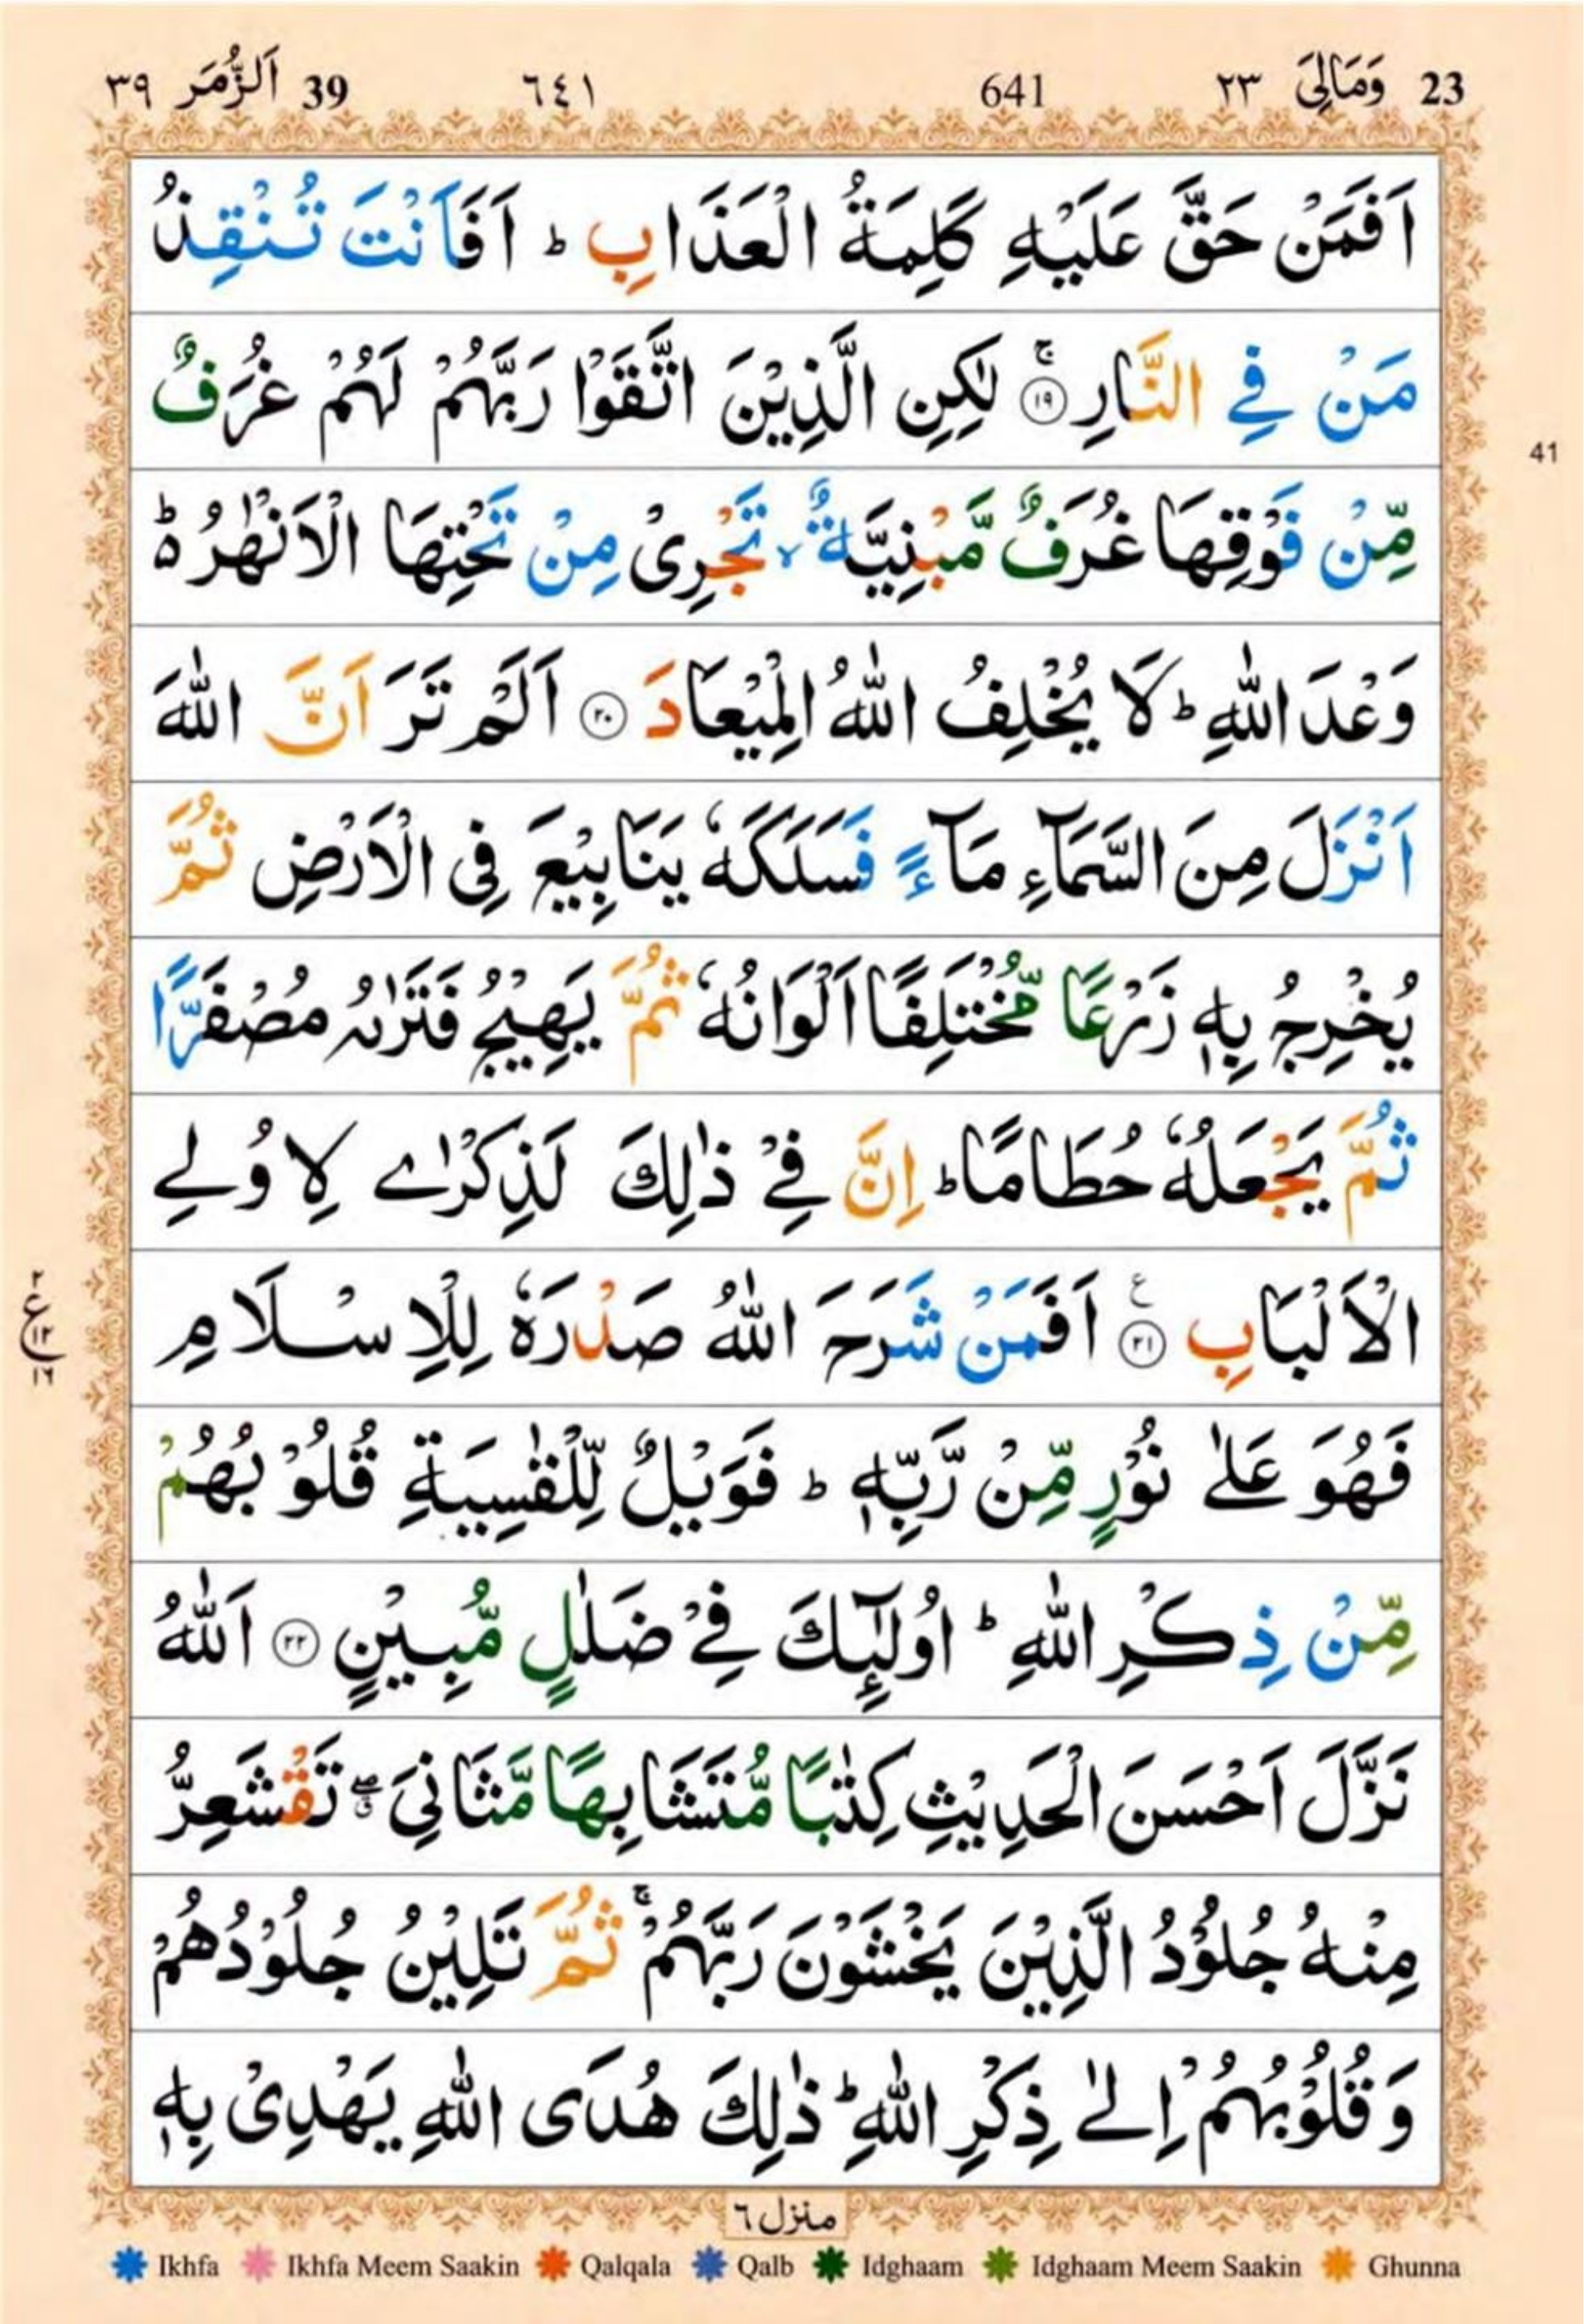 23 وَمَالِیَ ٢٣ 641 ٦٤١ 39 اَلزُّمَر ٣٩
اَفَمَنْ حَقَّ عَلَيْهِ كَلِمَةُ الْعَذَابِ ؕ اَفَاَنْتَ تُنْقِذُ
مَنْ فِي النَّارِ ۚ ۝١٩ لٰكِنِ الَّذِيْنَ اتَّقَوْا رَبَّهُمْ لَهُمْ غُرَفٌ
41
مِّنْ فَوْقِهَا غُرَفٌ مَّبْنِيَّةٌ ۙ تَجْرِيْ مِنْ تَحْتِهَا الْاَنْهٰرُ ؕ۬
وَعْدَ اللّٰهِ ؕ لَا يُخْلِفُ اللّٰهُ الْمِيْعَادَ ۝٢٠ اَلَمْ تَرَ اَنَّ اللّٰهَ
اَنْزَلَ مِنَ السَّمَآءِ مَآءً فَسَلَكَهٗ يَنَابِيْعَ فِى الْاَرْضِ ثُمَّ
يُخْرِجُ بِهٖ زَرْعًا مُّخْتَلِفًا اَلْوَانُهٗ ثُمَّ يَهِيْجُ فَتَرٰىهُ مُصْفَرًّا
ثُمَّ يَجْعَلُهٗ حُطَامًا ؕ اِنَّ فِيْ ذٰلِكَ لَذِكْرٰى لِاُولِي
الْاَلْبَابِ ۝٢١ ع اَفَمَنْ شَرَحَ اللّٰهُ صَدْرَهٗ لِلْاِسْلَامِ
٢ ع ١٢ ١٦
فَهُوَ عَلٰى نُوْرٍ مِّنْ رَّبِّهٖ ؕ فَوَيْلٌ لِّلْقٰسِيَةِ قُلُوْبُهُمْ
مِّنْ ذِكْرِ اللّٰهِ ؕ اُولٰٓئِكَ فِيْ ضَلٰلٍ مُّبِيْنٍ ۝٢٢ اَللّٰهُ
نَزَّلَ اَحْسَنَ الْحَدِيْثِ كِتٰبًا مُّتَشَابِهًا مَّثَانِيَ ۖۗ تَقْشَعِرُّ
مِنْهُ جُلُوْدُ الَّذِيْنَ يَخْشَوْنَ رَبَّهُمْ ۚ ثُمَّ تَلِيْنُ جُلُوْدُهُمْ
وَقُلُوْبُهُمْ اِلٰى ذِكْرِ اللّٰهِ ؕ ذٰلِكَ هُدَى اللّٰهِ يَهْدِيْ بِهٖ
منزل ٦
Ikhfa Ikhfa Meem Saakin Qalqala Qalb Idghaam Idghaam Meem Saakin Ghunna